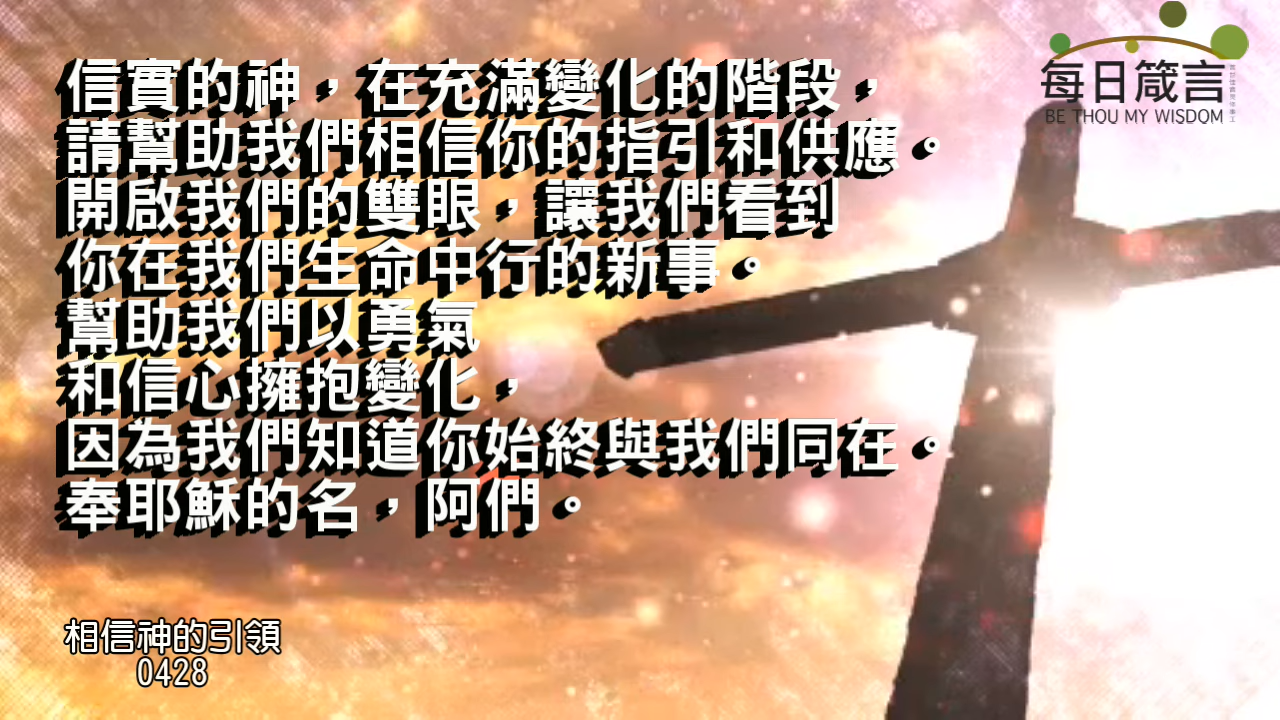 信實的神，在充滿變化的階段，
請幫助我們相信你的指引和供應。
開啟我們的雙眼，讓我們看到
你在我們生命中行的新事。
幫助我們以勇氣
和信心擁抱變化，
因為我們知道你始終與我們同在。
奉耶穌的名，阿們。
每日箴言
BE THOU MY WISDOM
相信神的引領
0428